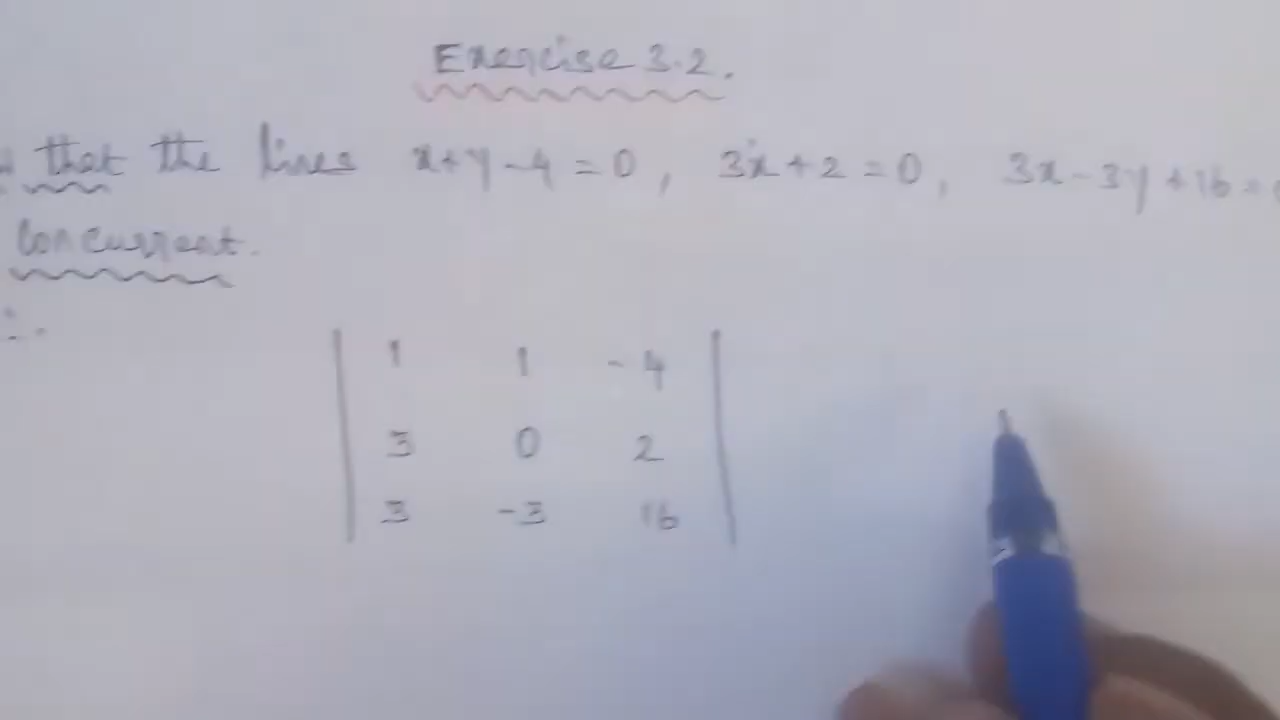 Exercise 3.2.
that the lines x+y-4=0, 3x+2=0, 3x-3y+16=
concurrent.
:.
1 1 -4
3 0 2
3 -3 16